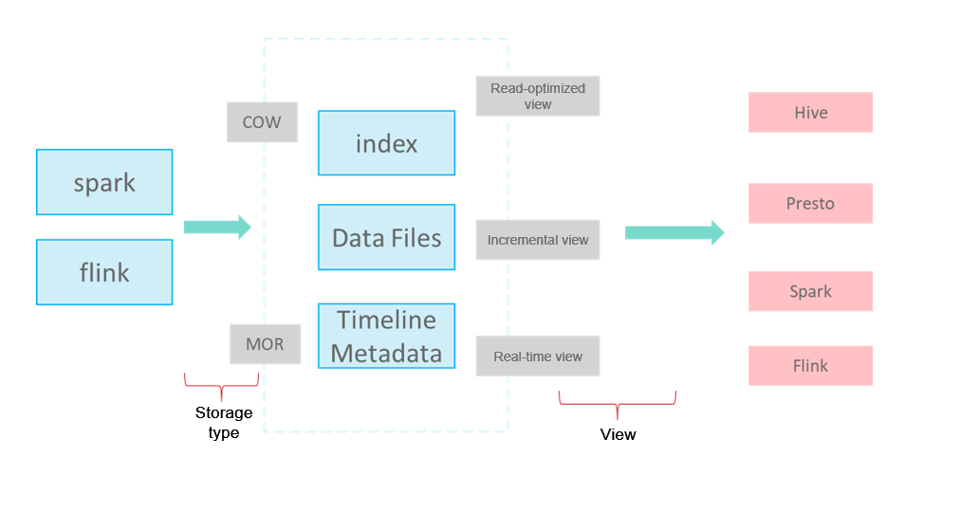 spark
flink
COW
MOR
Storage
type
index
Data Files
Timeline
Metadata
Read-optimized
view
Incremental view
Real-time view
View
Hive
Presto
Spark
Flink